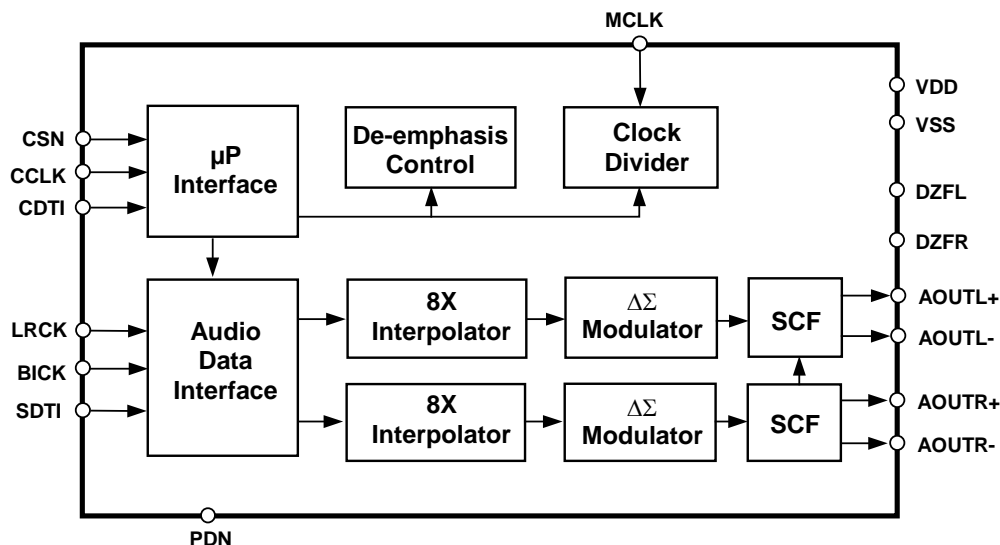 MCLK
VDD
VSS
DZFL
DZFR
CSN
CCLK
CDTI
µP
Interface
De-emphasis
Control
Clock
Divider
LRCK
BICK
SDTI
Audio
Data
Interface
8X
Interpolator
ΔΣ
Modulator
SCF
AOUTL+
AOUTL-
8X
Interpolator
ΔΣ
Modulator
SCF
AOUTR+
AOUTR-
PDN